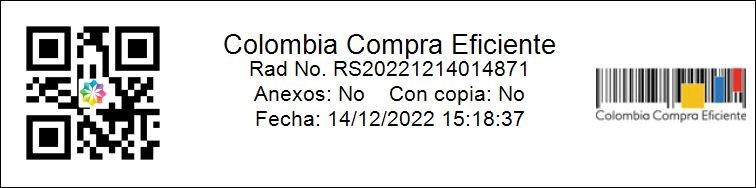 Colombia Compra Eficiente
Rad No. RS20221214014871
Anexos: No    Con copia: No
Fecha: 14/12/2022 15:18:37
Colombia Compra Eficiente